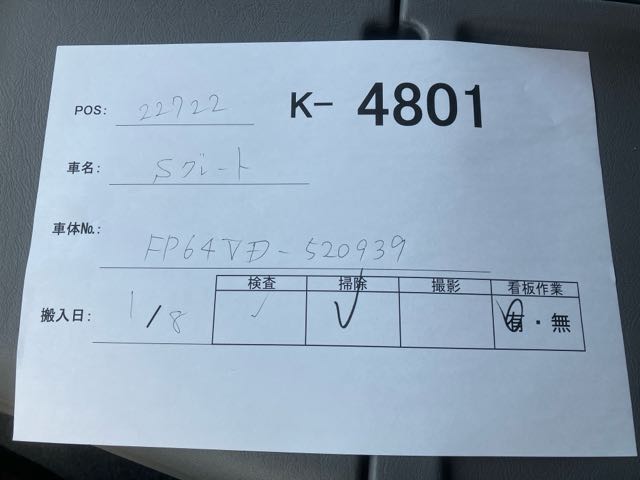 POS: 22722 K-4801
車名: Sグレート
車体No.: FP64VD-520939
検査 掃除 撮影 看板作業
搬入日: 1/8 ✓ ✓ 有・無